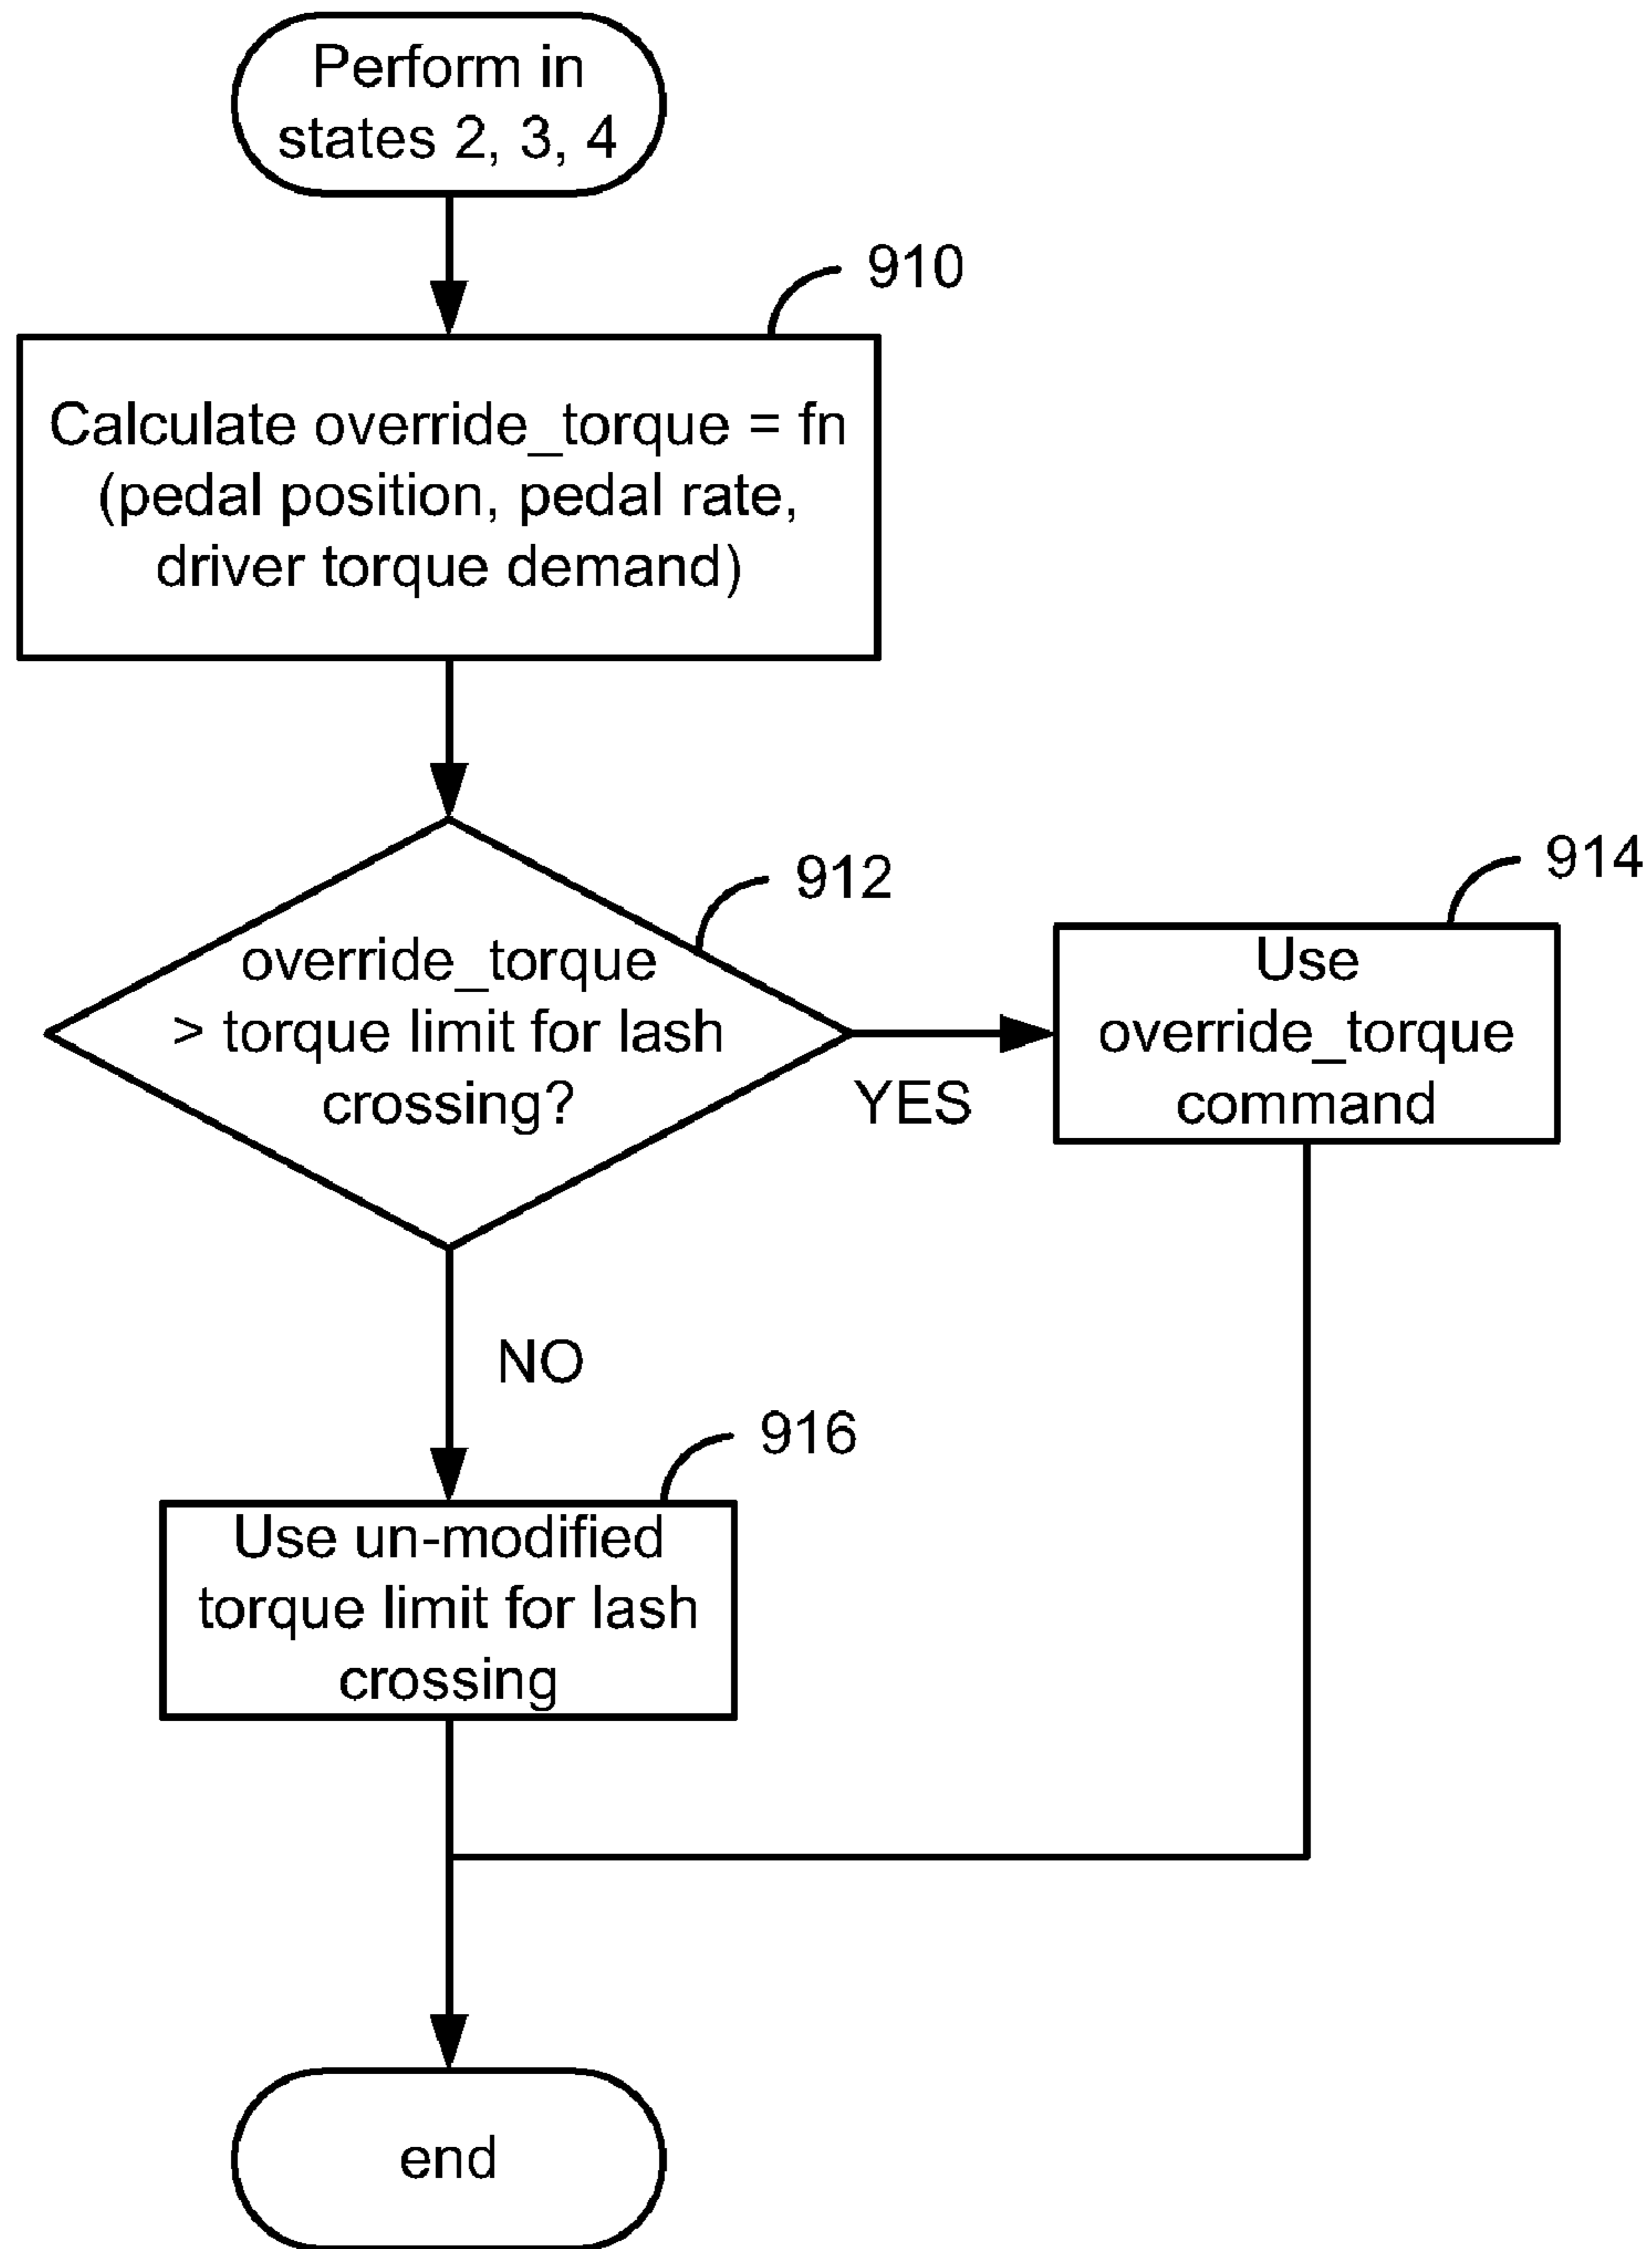 Perform in
states 2, 3, 4
910
Calculate override_torque = fn
(pedal position, pedal rate,
driver torque demand)
912
override_torque
> torque limit for lash
crossing?
YES
914
Use
override_torque
command
NO
916
Use un-modified
torque limit for lash
crossing
end